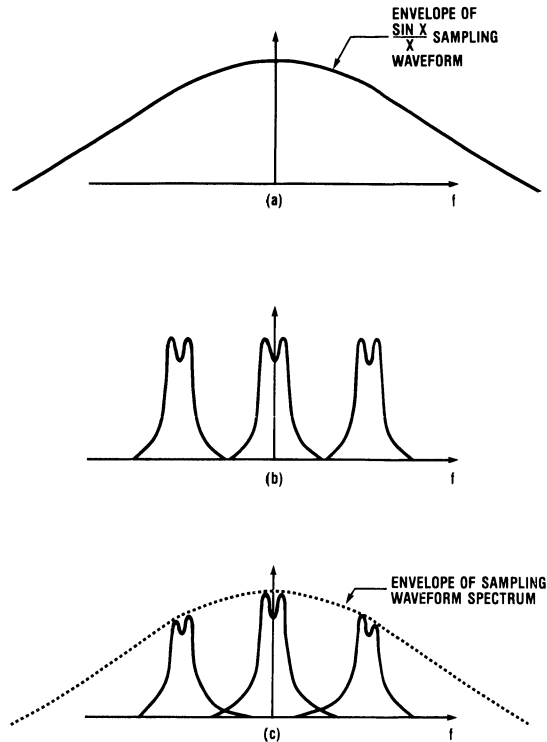 ENVELOPE OF
SIN X
X
SAMPLING
WAVEFORM
(a)
f
(b)
f
ENVELOPE OF SAMPLING
WAVEFORM SPECTRUM
(c)
f